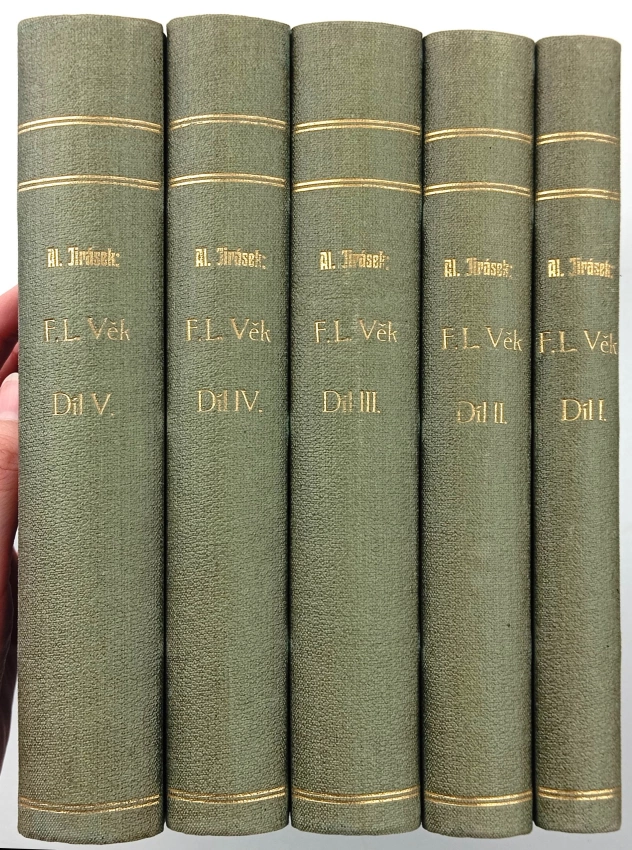 Al. Jirásek:
F. L. Věk
Díl V.
Al. Jirásek:
F. L. Věk
Díl IV.
Al. Jirásek:
F. L. Věk
Díl III.
Al. Jirásek:
F. L. Věk
Díl II.
Al. Jirásek:
F. L. Věk
Díl I.